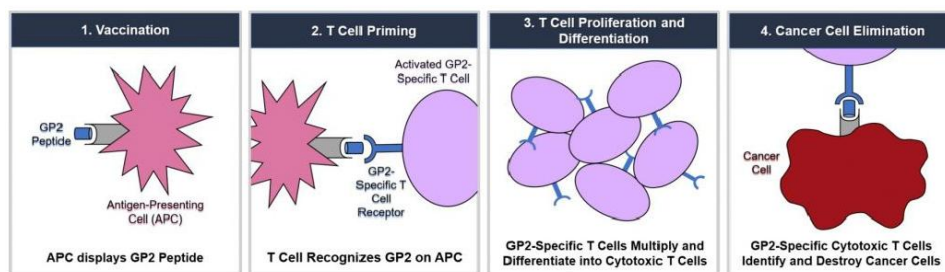 1. Vaccination
GP2
Peptide
Antigen-Presenting
Cell (APC)
APC displays GP2 Peptide
2. T Cell Priming
Activated GP2-
Specific T Cell
GP2-
Specific T
Cell
Receptor
T Cell Recognizes GP2 on APC
3. T Cell Proliferation and
Differentiation
GP2-Specific T Cells Multiply and
Differentiate into Cytotoxic T Cells
4. Cancer Cell Elimination
Cancer
Cell
GP2-Specific Cytotoxic T Cells
Identify and Destroy Cancer Cells